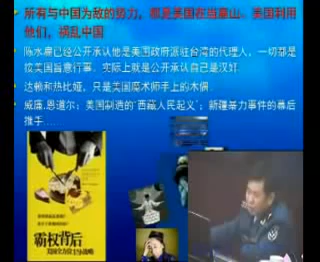 所有与中国为敌的势力，都是美国在当靠山。美国利用
他们，祸乱中国
陈水扁已经公开承认他是美国政府派驻台湾的代理人，一切都是
按美国旨意行事。实际上就是公开承认自己是汉奸。
达赖和热比娅，只是美国魔术师手上的木偶。
威廉.恩道尔：美国制造的“西藏人民起义”；新疆暴力事件的幕后
推手……
霸权背后